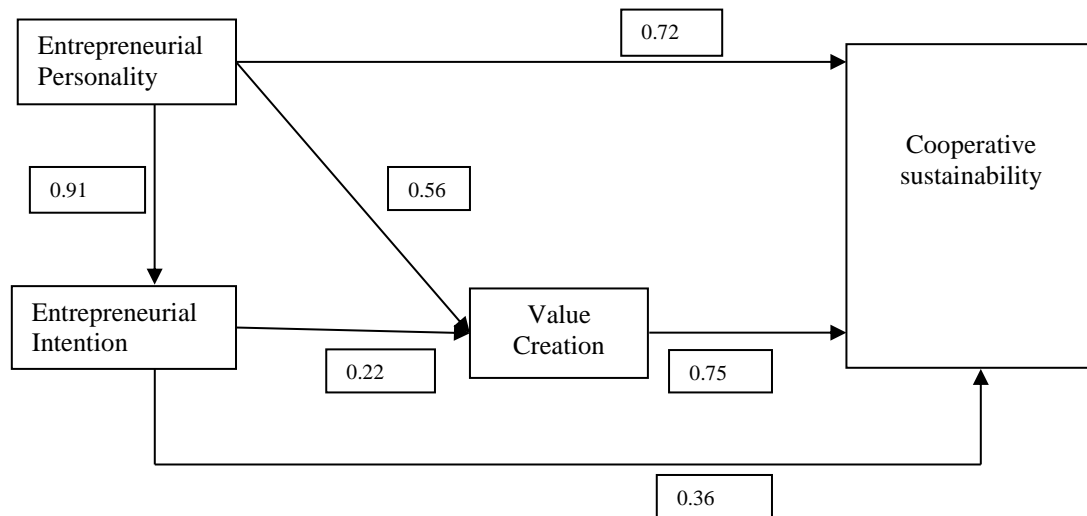 0.72
Entrepreneurial
Personality
Cooperative
sustainability
0.91
0.56
Entrepreneurial
Intention
Value
Creation
0.22
0.75
0.36